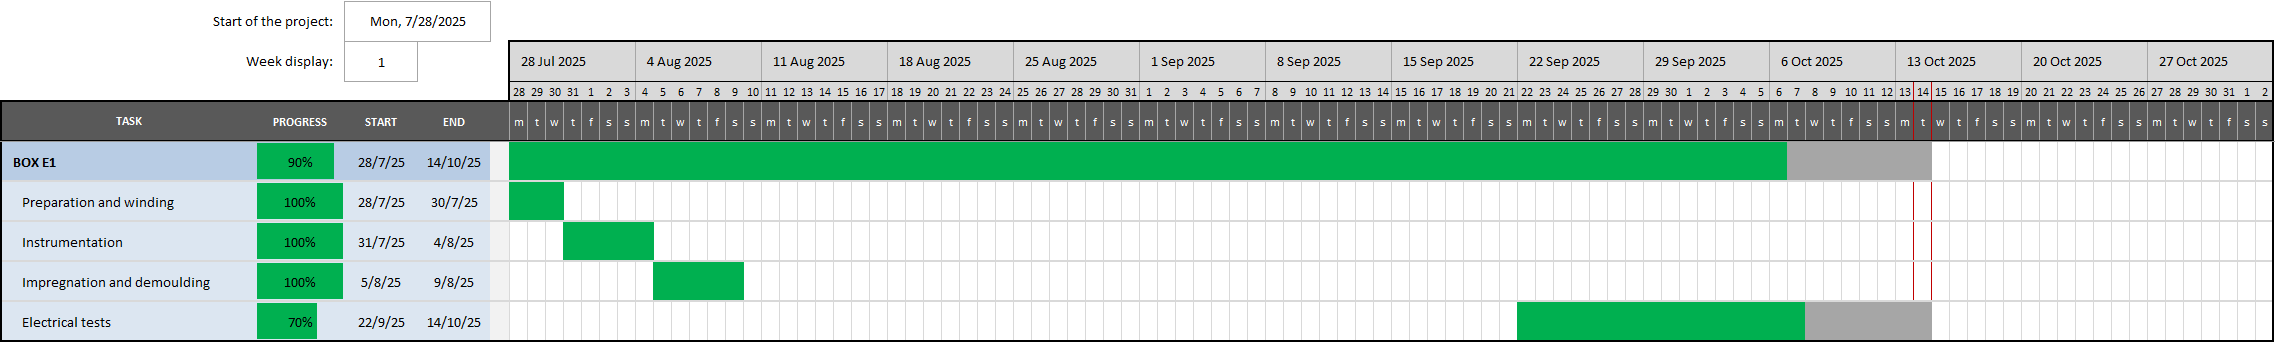 Start of the project: Mon, 7/28/2025
Week display: 1
28 Jul 2025 4 Aug 2025 11 Aug 2025 18 Aug 2025 25 Aug 2025 1 Sep 2025 8 Sep 2025 15 Sep 2025 22 Sep 2025 29 Sep 2025 6 Oct 2025 13 Oct 2025 20 Oct 2025 27 Oct 2025
28 29 30 31 1 2 3 4 5 6 7 8 9 10 11 12 13 14 15 16 17 18 19 20 21 22 23 24 25 26 27 28 29 30 31 1 2 3 4 5 6 7 8 9 10 11 12 13 14 15 16 17 18 19 20 21 22 23 24 25 26 27 28 29 30 1 2 3 4 5 6 7 8 9 10 11 12 13 14 15 16 17 18 19 20 21 22 23 24 25 26 27 28 29 30 31 1 2
TASK PROGRESS START END m t w t f s s m t w t f s s m t w t f s s m t w t f s s m t w t f s s m t w t f s s m t w t f s s m t w t f s s m t w t f s s m t w t f s s m t w t f s s m t w t f s s m t w t f s s m t w t f s s
BOX E1 90% 28/7/25 14/10/25
Preparation and winding 100% 28/7/25 30/7/25
Instrumentation 100% 31/7/25 4/8/25
Impregnation and demoulding 100% 5/8/25 9/8/25
Electrical tests 70% 22/9/25 14/10/25